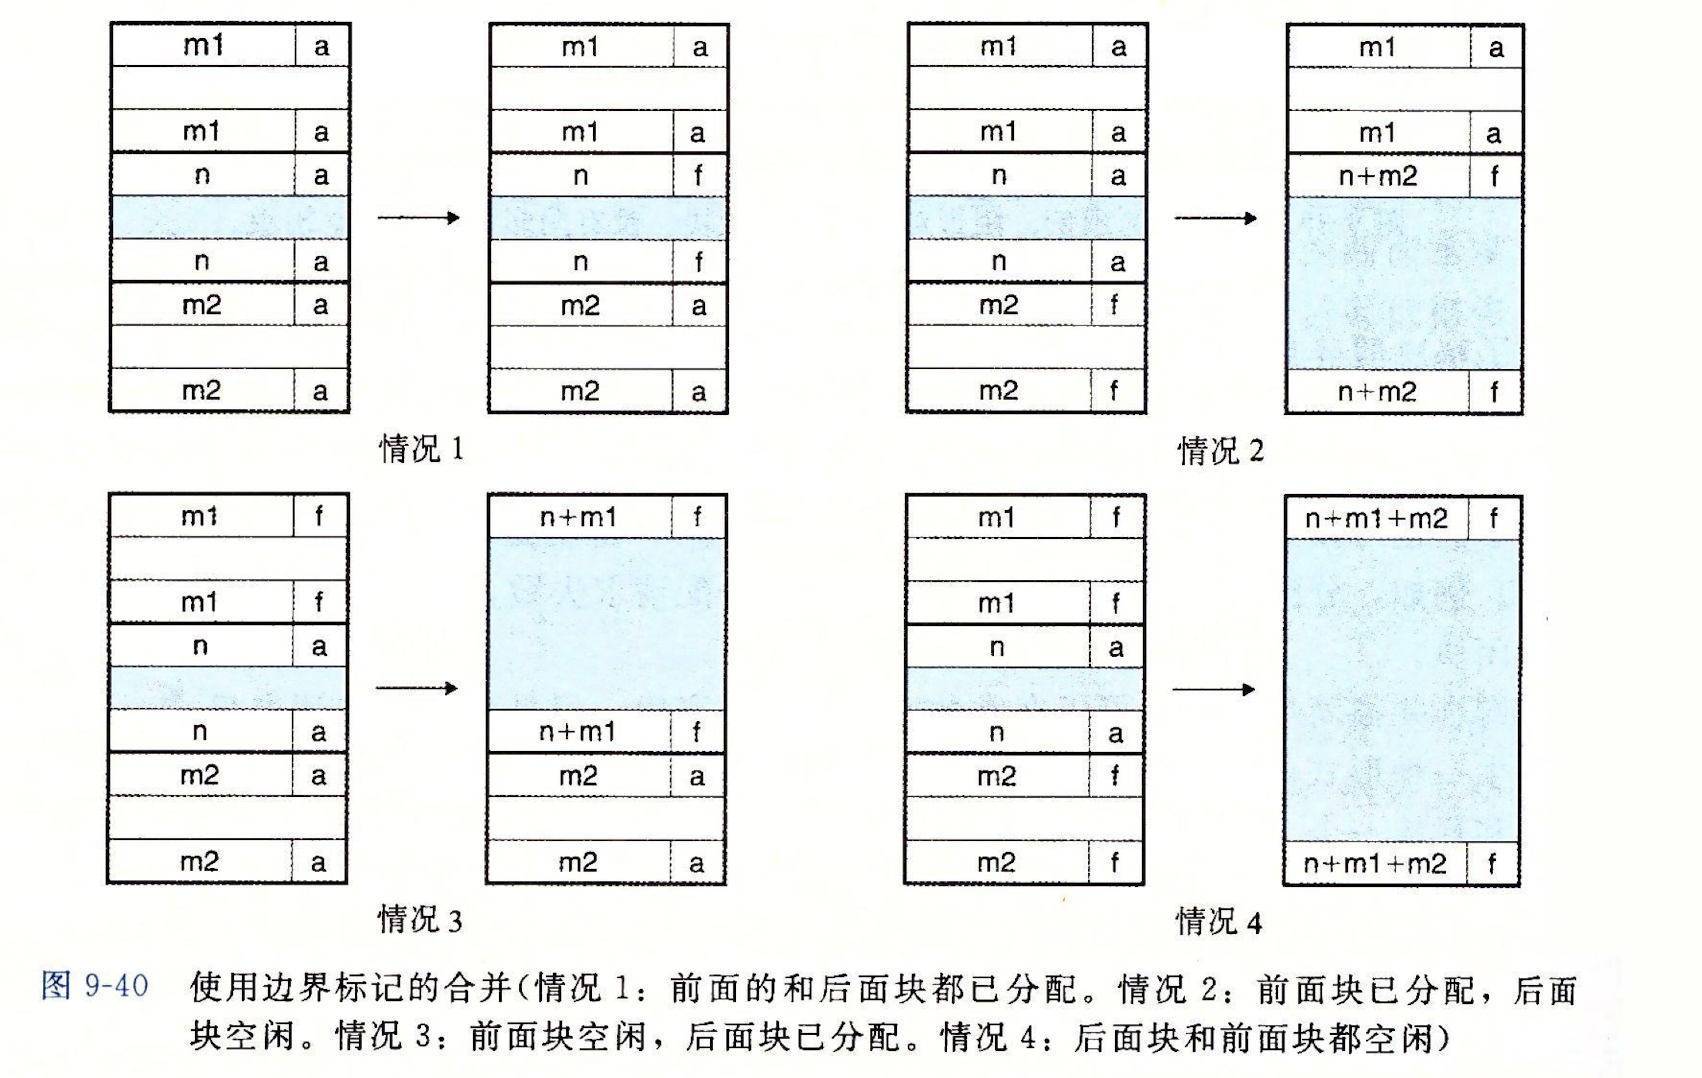 m1 a m1 a m1 a m1 a
m1 a m1 a m1 a m1 a
n a n f n a n+m2 f
n a n f n a
m2 a m2 a m2 f
m2 a m2 a m2 f n+m2 f
情况 1 情况 2
m1 f n+m1 f m1 f n+m1+m2 f
m1 f m1 f
n a n a
n a n+m1 f n a
m2 a m2 a m2 f
m2 a m2 a m2 f n+m1+m2 f
情况 3 情况 4
图 9-40 使用边界标记的合并(情况 1：前面的和后面块都已分配。情况 2：前面块已分配，后面
块空闲。情况 3：前面块空闲，后面块已分配。情况 4：后面块和前面块都空闲)